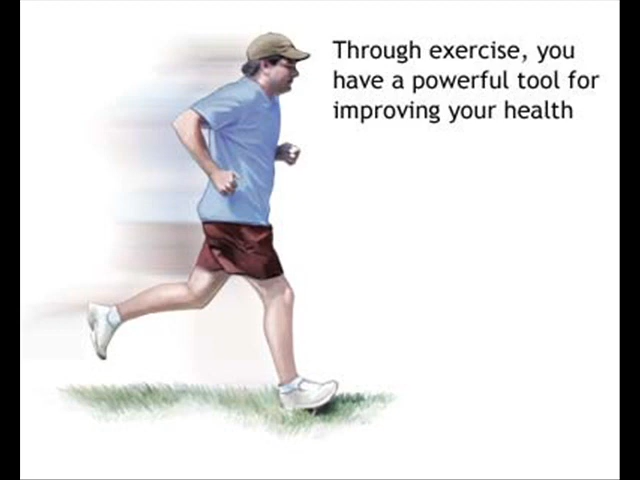 Through exercise, you
have a powerful tool for
improving your health